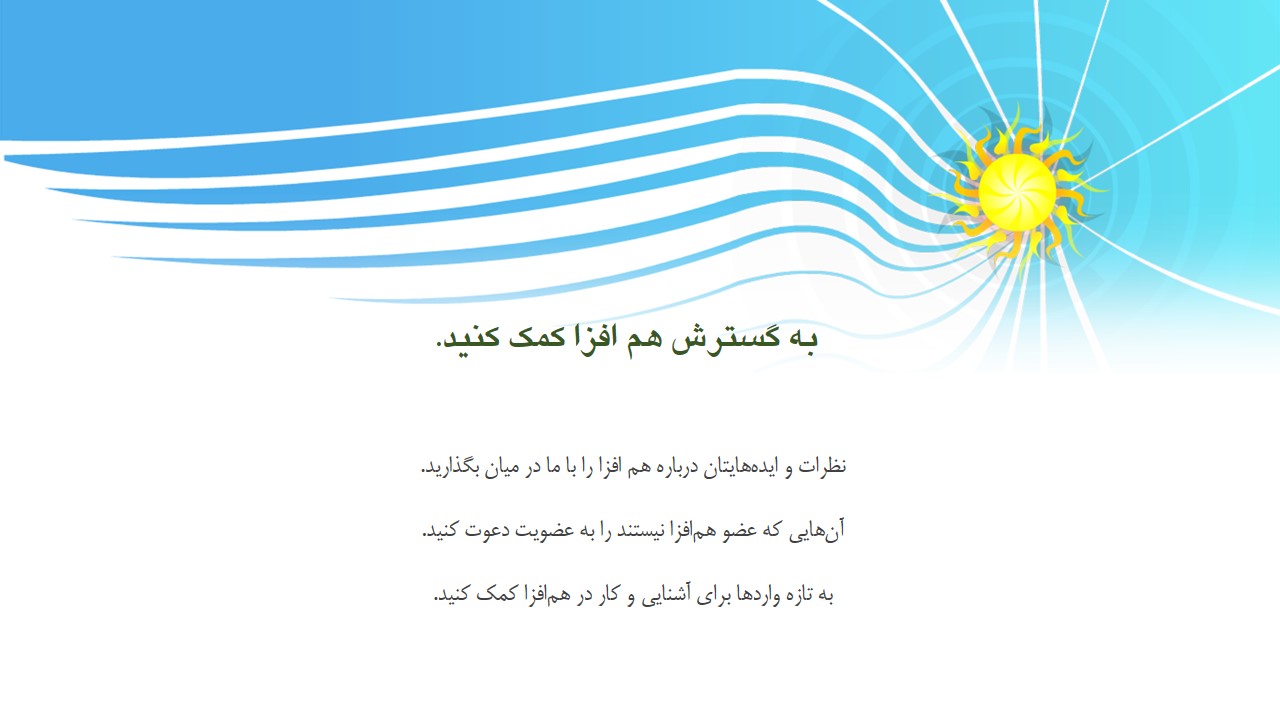 به گسترش هم افزا کمک کنید.
نظرات و ایده‌هایتان درباره هم افزا را با ما در میان بگذارید.
آن‌هایی که عضو هم‌افزا نیستند را به عضویت دعوت کنید.
به تازه واردها برای آشنایی و کار در هم‌افزا کمک کنید.